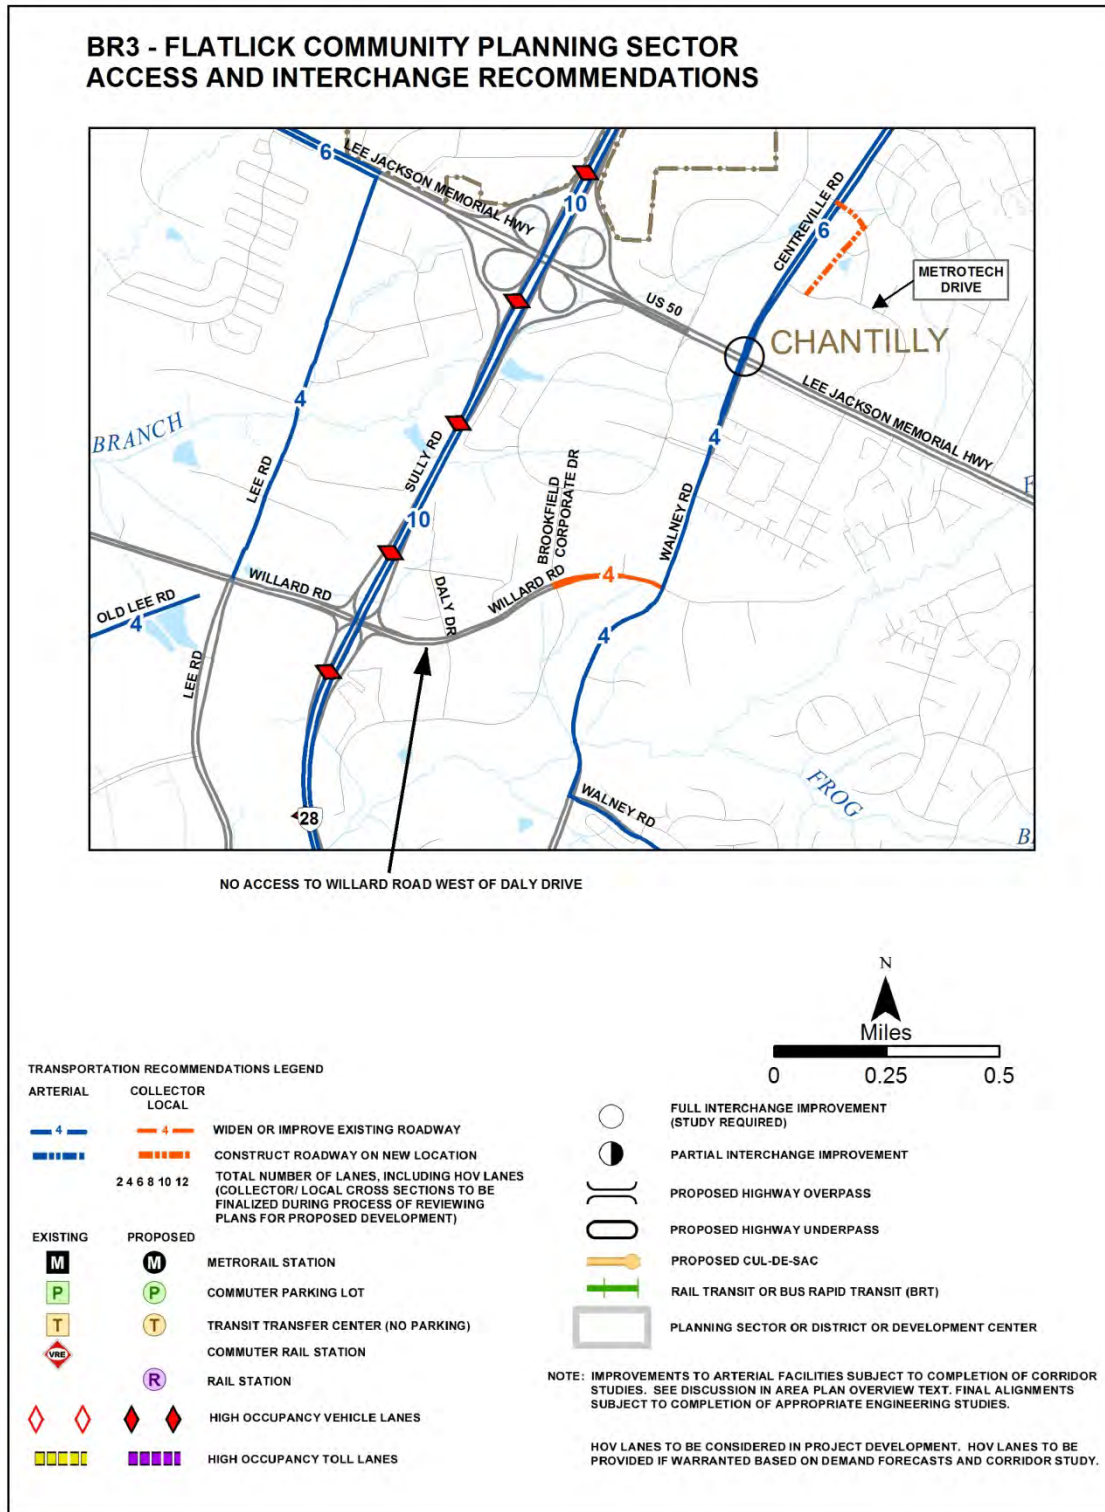 BR3 - FLATLICK COMMUNITY PLANNING SECTOR
ACCESS AND INTERCHANGE RECOMMENDATIONS
6
LEE JACKSON MEMORIAL HWY
10
CENTREVILLE RD
6
METROTECH
DRIVE
US 50
CHANTILLY
LEE JACKSON MEMORIAL HWY
4
BRANCH
LEE RD
SULLY RD
10
4
F
BROOKFIELD
CORPORATE DR
WALNEY RD
WILLARD RD
DALY DR
WILLARD RD
4
OLD LEE RD
4
4
LEE RD
FROG
WALNEY RD
28
B
NO ACCESS TO WILLARD ROAD WEST OF DALY DRIVE
N
Miles
0 0.25 0.5
TRANSPORTATION RECOMMENDATIONS LEGEND
ARTERIAL
COLLECTOR
LOCAL
4 4 WIDEN OR IMPROVE EXISTING ROADWAY
CONSTRUCT ROADWAY ON NEW LOCATION
2 4 6 8 10 12 TOTAL NUMBER OF LANES, INCLUDING HOV LANES
(COLLECTOR/ LOCAL CROSS SECTIONS TO BE
FINALIZED DURING PROCESS OF REVIEWING
PLANS FOR PROPOSED DEVELOPMENT)
EXISTING PROPOSED
M M METRORAIL STATION
P P COMMUTER PARKING LOT
T T TRANSIT TRANSFER CENTER (NO PARKING)
VRE COMMUTER RAIL STATION
R RAIL STATION
HIGH OCCUPANCY VEHICLE LANES
HIGH OCCUPANCY TOLL LANES
FULL INTERCHANGE IMPROVEMENT
(STUDY REQUIRED)
PARTIAL INTERCHANGE IMPROVEMENT
PROPOSED HIGHWAY OVERPASS
PROPOSED HIGHWAY UNDERPASS
PROPOSED CUL-DE-SAC
RAIL TRANSIT OR BUS RAPID TRANSIT (BRT)
PLANNING SECTOR OR DISTRICT OR DEVELOPMENT CENTER
NOTE: IMPROVEMENTS TO ARTERIAL FACILITIES SUBJECT TO COMPLETION OF CORRIDOR
STUDIES. SEE DISCUSSION IN AREA PLAN OVERVIEW TEXT. FINAL ALIGNMENTS
SUBJECT TO COMPLETION OF APPROPRIATE ENGINEERING STUDIES.
HOV LANES TO BE CONSIDERED IN PROJECT DEVELOPMENT. HOV LANES TO BE
PROVIDED IF WARRANTED BASED ON DEMAND FORECASTS AND CORRIDOR STUDY.